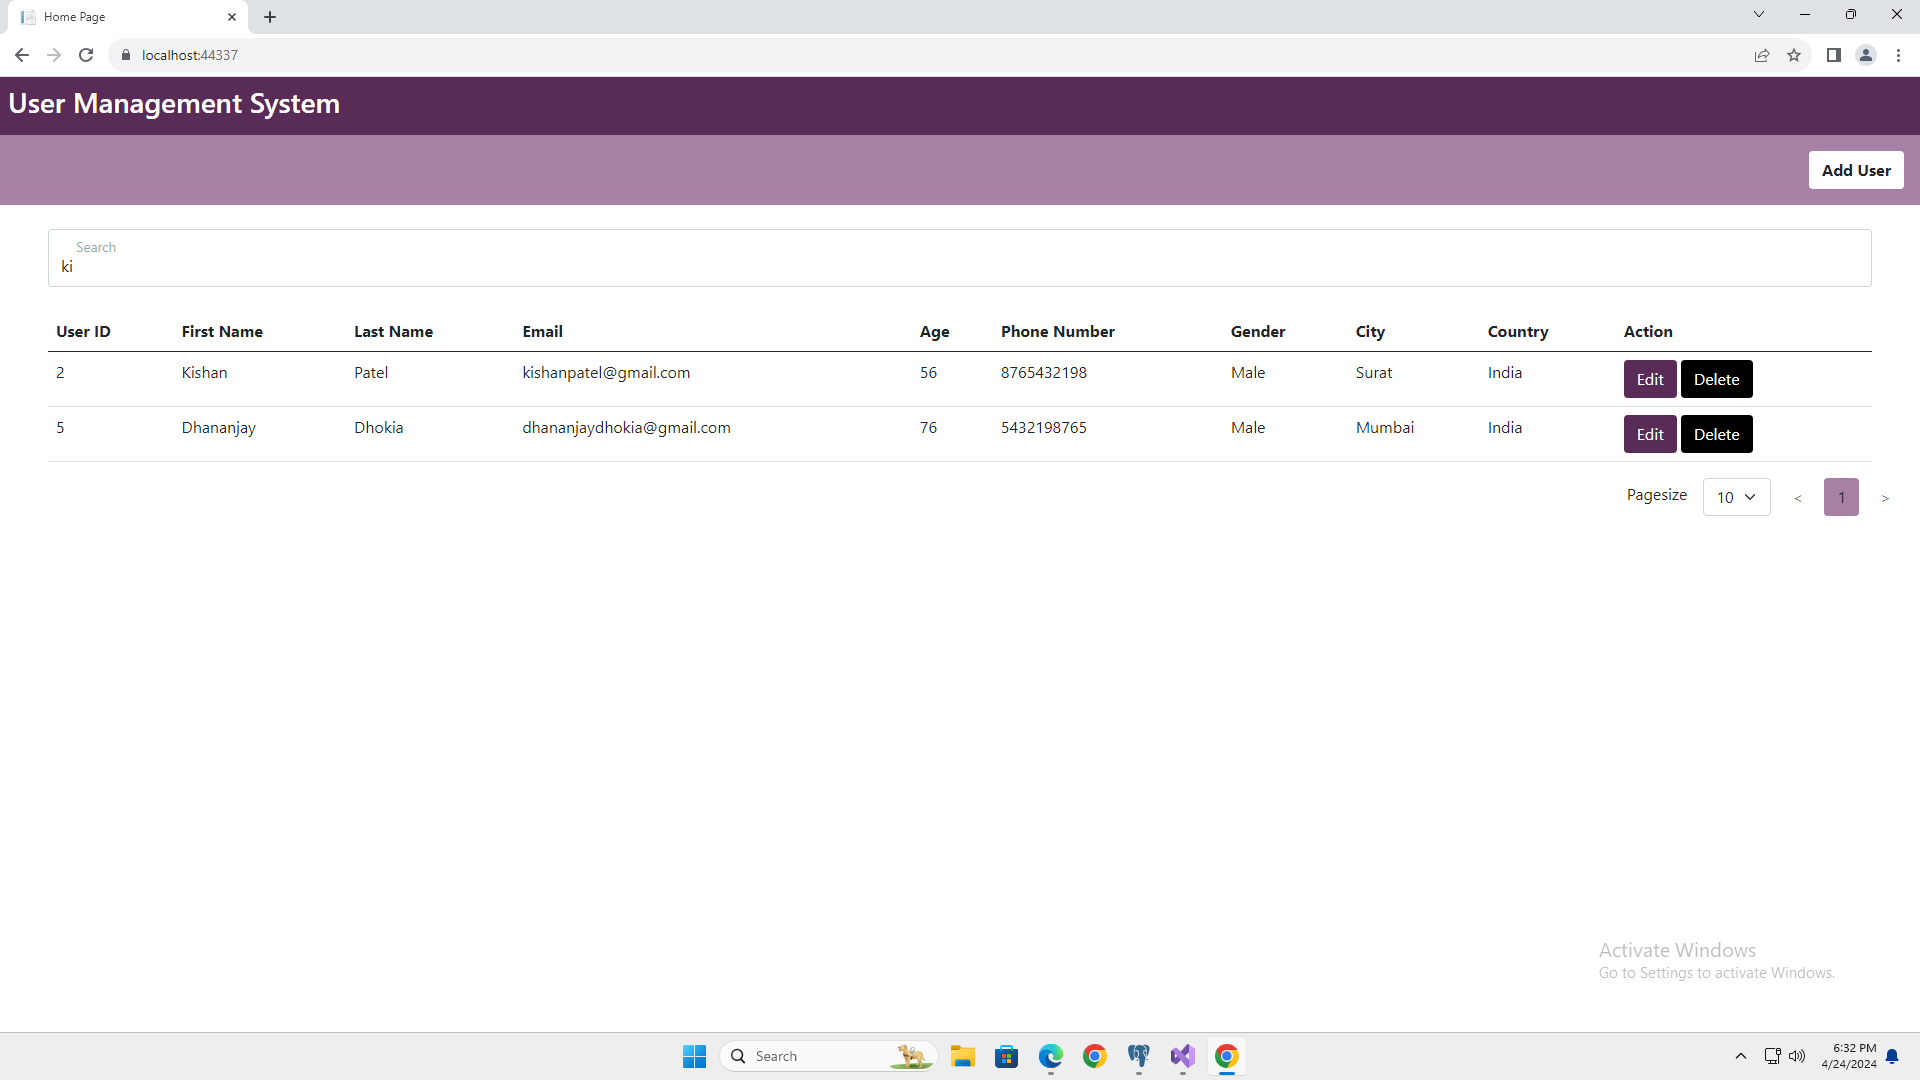 Home Page
localhost:44337
User Management System
Add User
Search
ki
User ID First Name Last Name Email Age Phone Number Gender City Country Action
2 Kishan Patel kishanpatel@gmail.com 56 8765432198 Male Surat India Edit Delete
5 Dhananjay Dhokia dhananjaydhokia@gmail.com 76 5432198765 Male Mumbai India Edit Delete
Pagesize 10 < 1 >
Activate Windows
Go to Settings to activate Windows.
Search
6:32 PM
4/24/2024